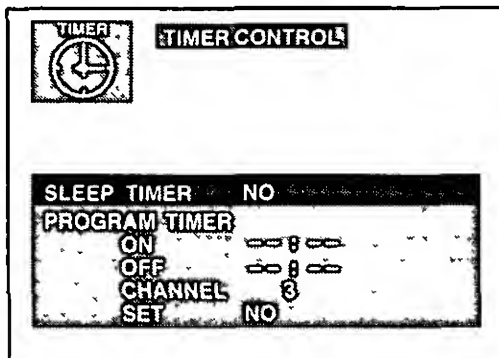 TIMER
TIMER CONTROL
SLEEP TIMER NO
PROGRAM TIMER
ON --:--
OFF --:--
CHANNEL 3
SET NO